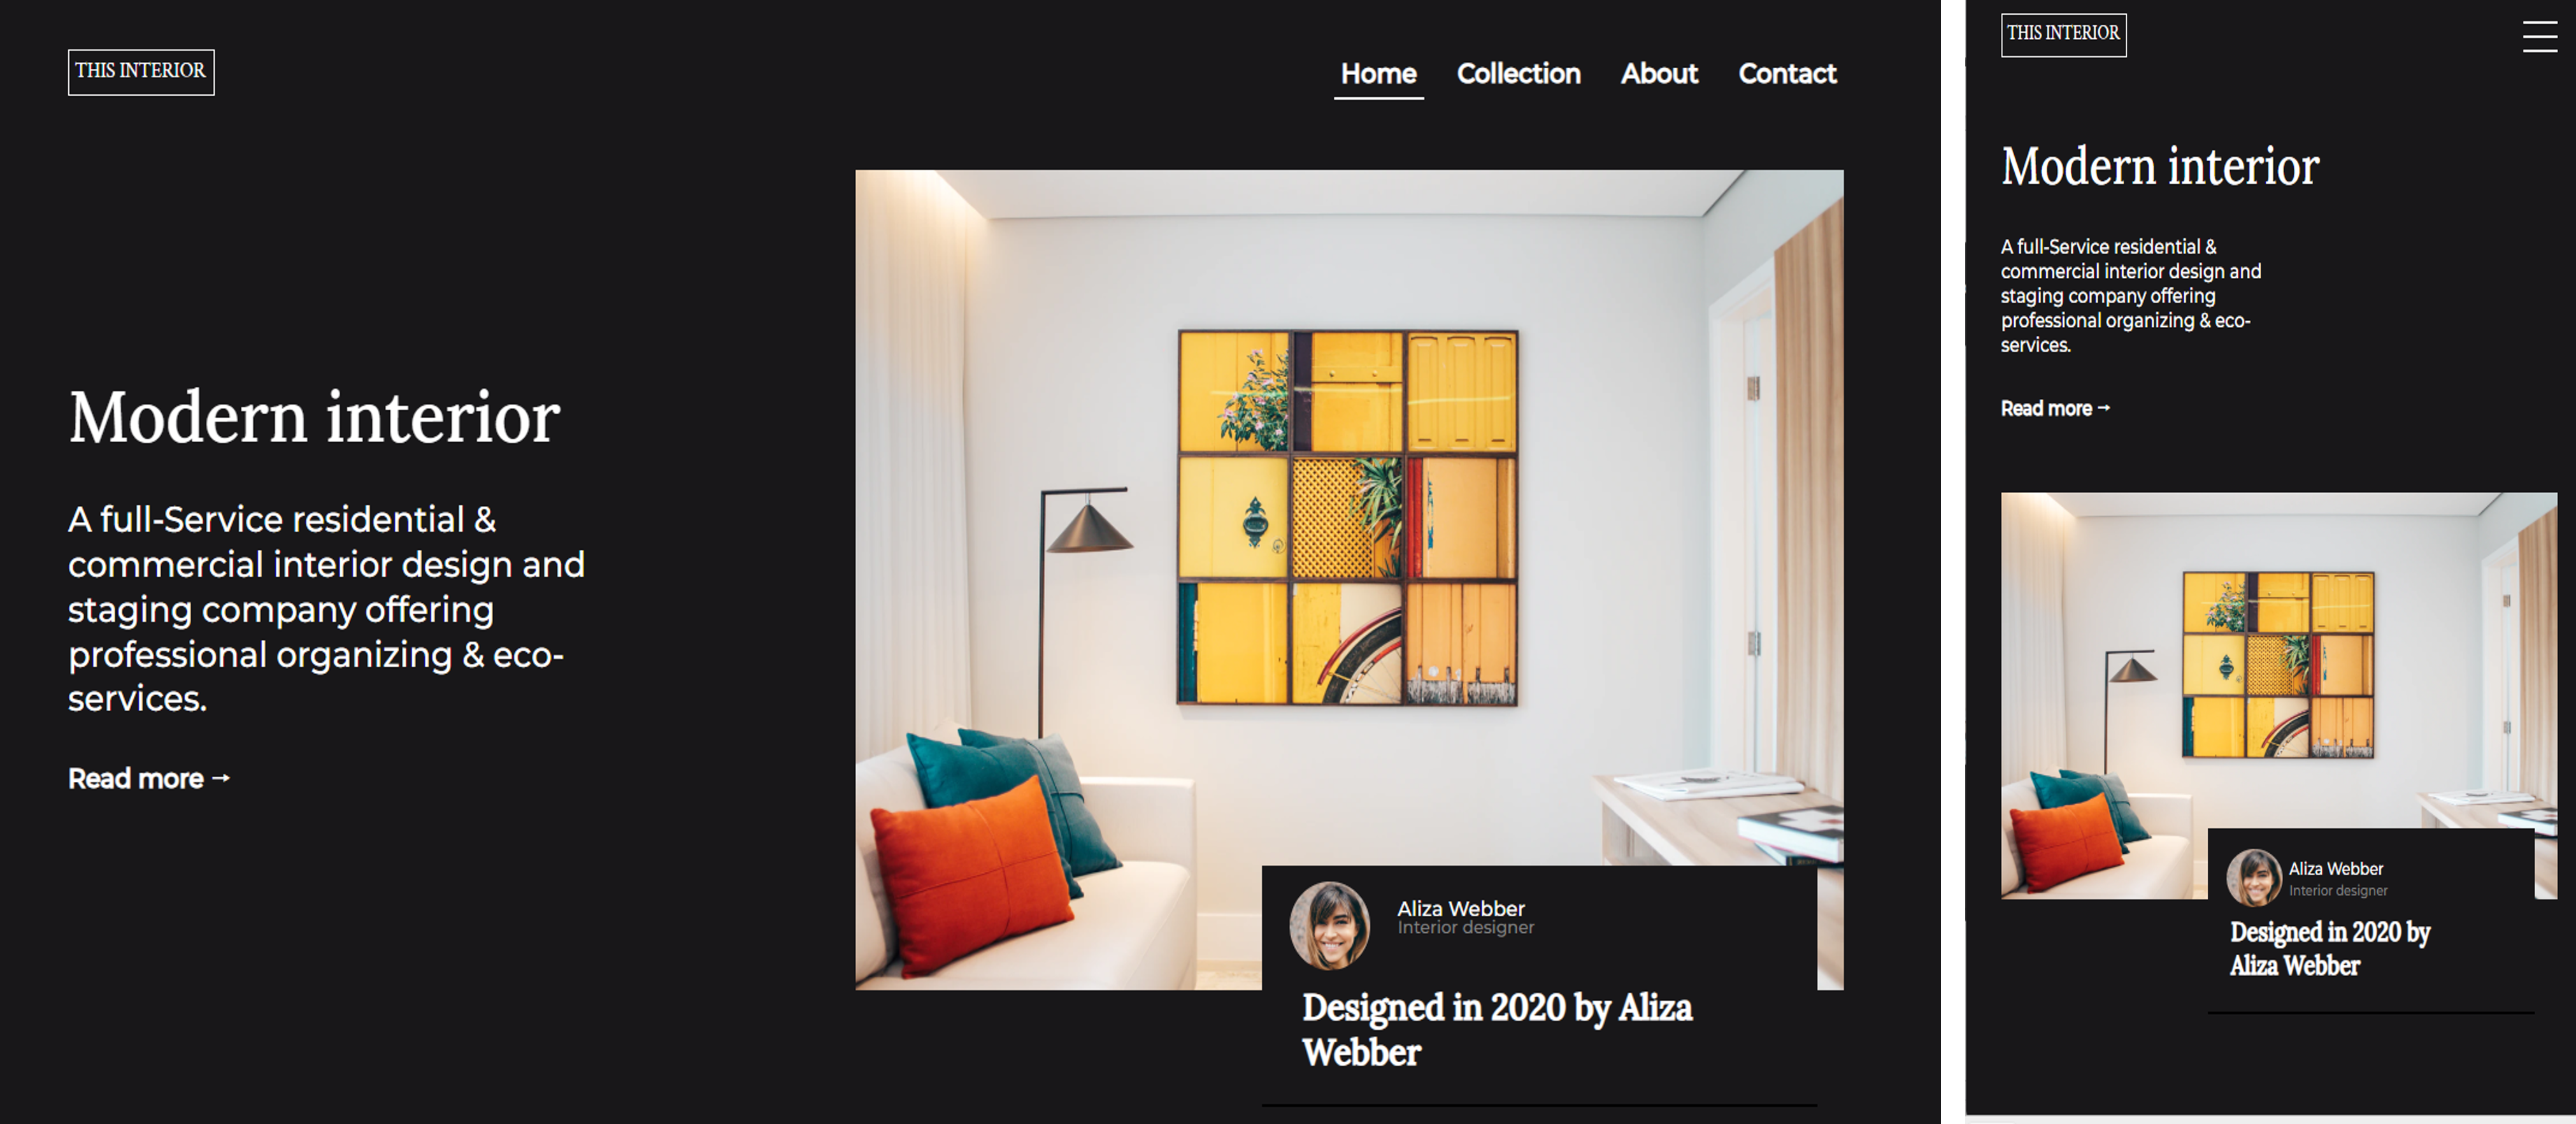 THIS INTERIOR
Home Collection About Contact
Modern interior
A full-Service residential &
commercial interior design and
staging company offering
professional organizing & eco-
services.
Read more →
Aliza Webber
Interior designer
Designed in 2020 by Aliza
Webber
THIS INTERIOR
Modern interior
A full-Service residential &
commercial interior design and
staging company offering
professional organizing & eco-
services.
Read more →
Aliza Webber
Interior designer
Designed in 2020 by
Aliza Webber